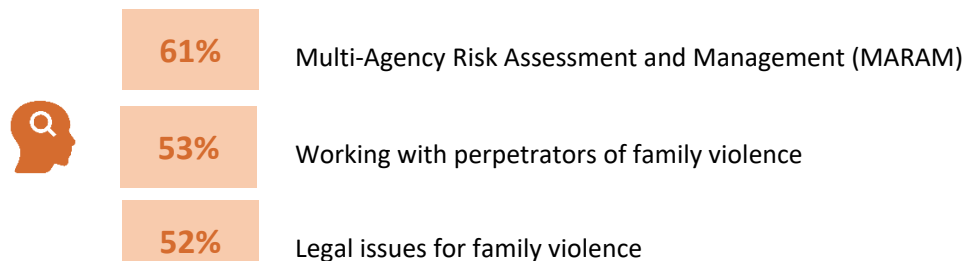 61% Multi-Agency Risk Assessment and Management (MARAM)
53% Working with perpetrators of family violence
52% Legal issues for family violence